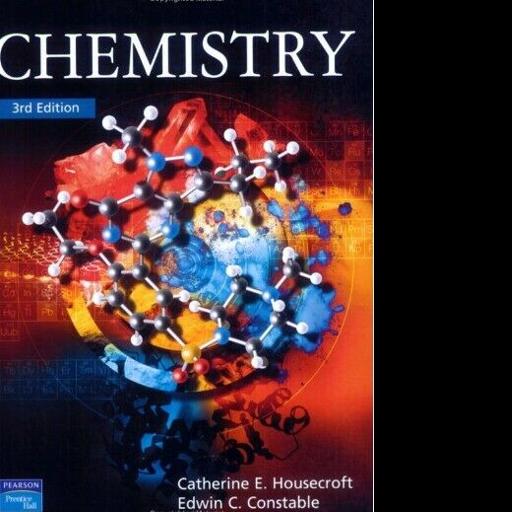 CHEMISTRY
3rd Edition
Catherine E. Housecroft
Edwin C. Constable
PEARSON
Prentice
Hall